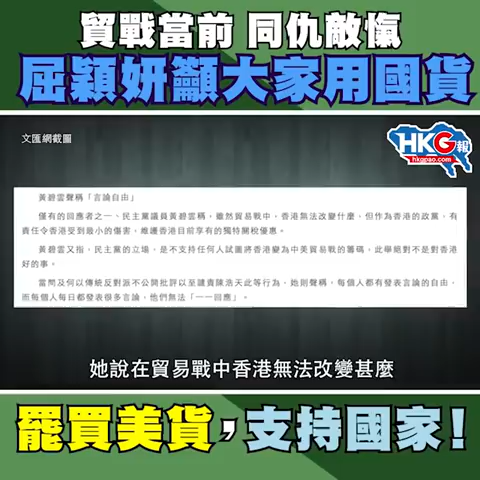 貿戰當前 同仇敵愾
屈穎妍籲大家用國貨
文匯網截圖
HKG報
hkgpao.com
黃碧雲聲稱「言論自由」
僅有的回應者之一、民主黨議員黃碧雲稱，雖然貿易戰中，香港無法改變什麼，但作為香港的政黨，有
責任令香港受到最小的傷害，維護香港目前享有的獨特關稅優惠。
黃碧雲又指，民主黨的立場，是不支持任何人試圖將香港變為中美貿易戰的籌碼，此舉絕對不是對香港
好的事。
當問及何以傳統反對派不公開批評以至譴責陳浩天此等行為，她則聲稱，每個人都有發表言論的自由，
而每個人每日都發表很多言論，他們無法「一一回應」。
她說在貿易戰中香港無法改變甚麼
罷買美貨，支持國家！